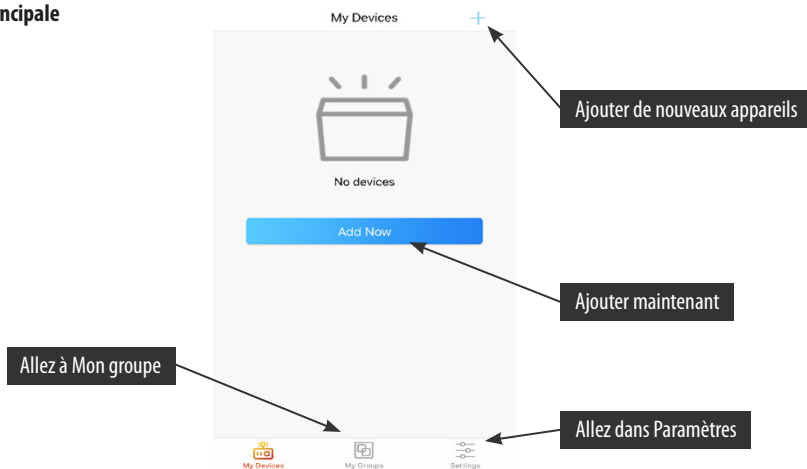 ncipale
My Devices
Ajouter de nouveaux appareils
No devices
Add Now
Ajouter maintenant
Allez à Mon groupe
Allez dans Paramètres
My Devices
My Groups
Settings